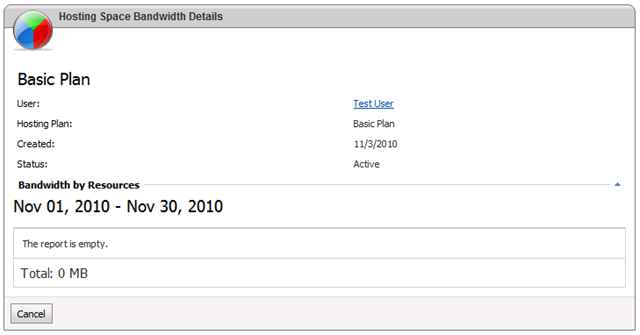 Hosting Space Bandwidth Details
Basic Plan
User: Test User
Hosting Plan: Basic Plan
Created: 11/3/2010
Status: Active
Bandwidth by Resources
Nov 01, 2010 - Nov 30, 2010
The report is empty.
Total: 0 MB
Cancel